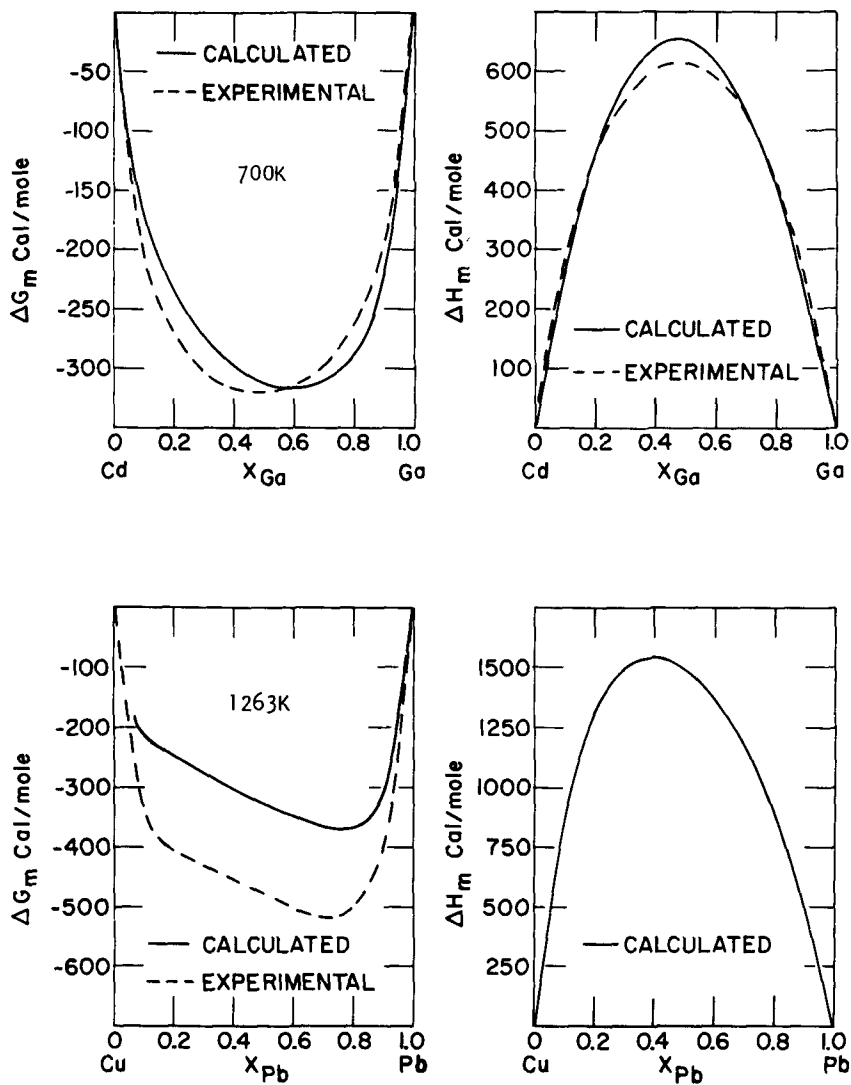 CALCULATED
EXPERIMENTAL
700K
-50
-100
-150
-200
-250
-300
ΔGm Cal/mole
0 0.2 0.4 0.6 0.8 1.0
Cd XGa Ga
600
500
400
300
200
100
ΔHm Cal/mole
CALCULATED
EXPERIMENTAL
0 0.2 0.4 0.6 0.8 1.0
Cd XGa Ga
1263K
-100
-200
-300
-400
-500
-600
ΔGm Cal/mole
CALCULATED
EXPERIMENTAL
0 0.2 0.4 0.6 0.8 1.0
Cu XPb Pb
1500
1250
1000
750
500
250
ΔHm Cal/mole
CALCULATED
0 0.2 0.4 0.6 0.8 1.0
Cu XPb Pb